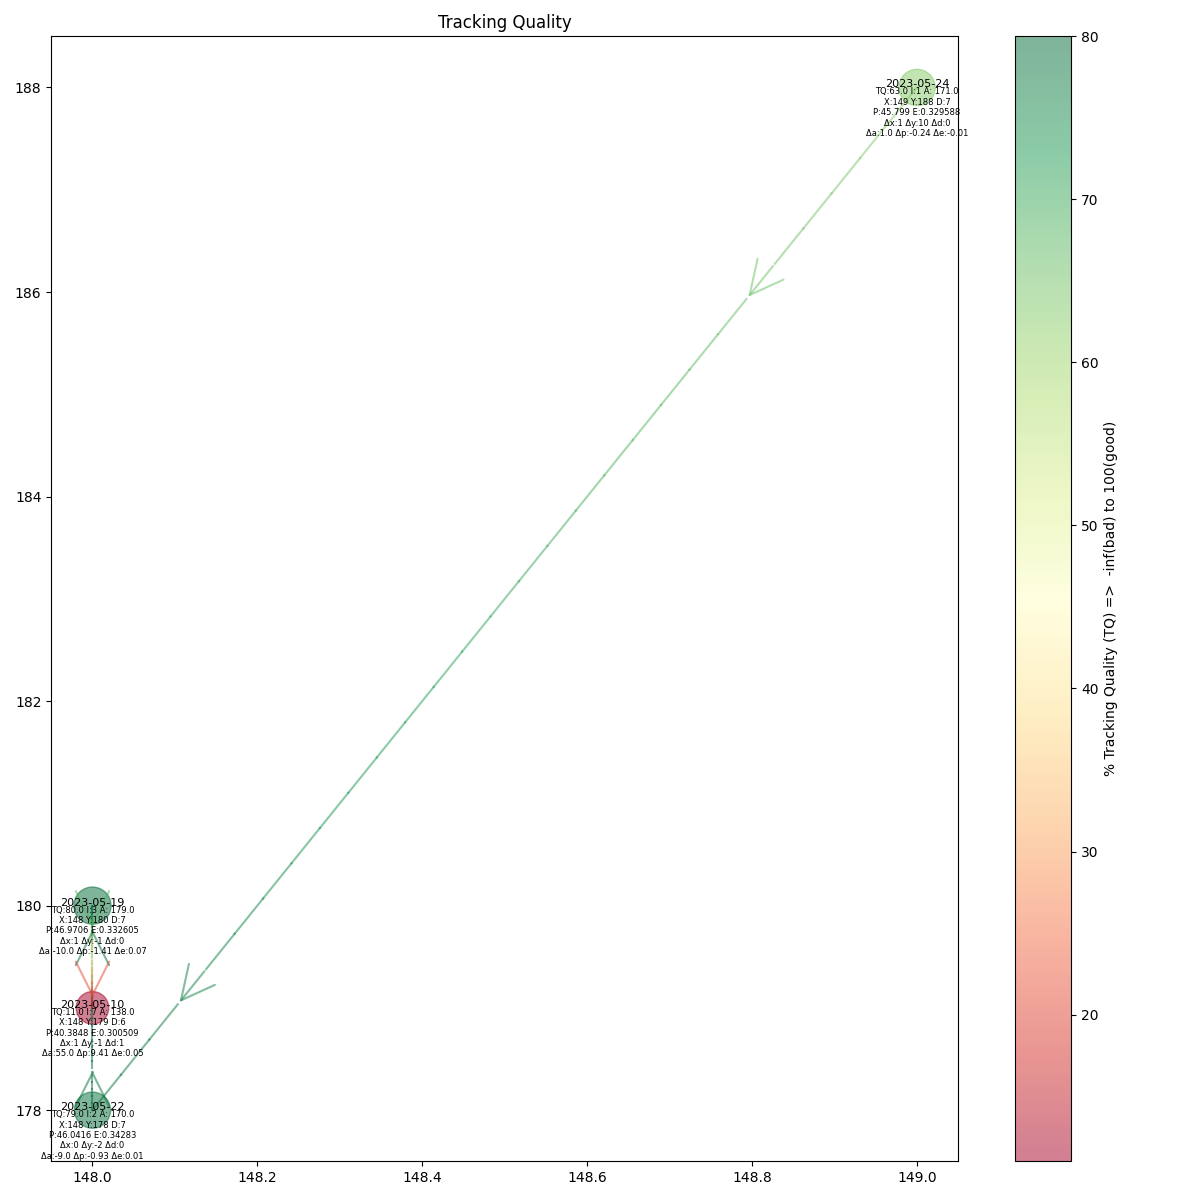 Tracking Quality
188
186
184
182
180
178
148.0
148.2
148.4
148.6
148.8
149.0
2023-05-24
TQ:63.0 I:1 A: 171.0
X:149 Y:188 D:7
P:45.799 E:0.329588
Δx:1 Δy:10 Δd:0
Δa:1.0 Δp:-0.24 Δe:-0.01
2023-05-19
TQ:80.0 I:3 A: 179.0
X:148 Y:180 D:7
P:46.9706 E:0.332605
Δx:1 Δy:-1 Δd:0
Δa:-10.0 Δp:-1.41 Δe:0.07
2023-05-10
I:7 A: 138.0
X:148 Y:179 D:6
P:40.3848 E:0.300509
Δx:1 Δy:-1 Δd:1
Δa:55.0 Δp:9.41 Δe:0.05
2023-05-22
TQ:79.0 I:2 A: 170.0
X:148 Y:178 D:7
P:46.0416 E:0.34283
Δx:0 Δy:-2 Δd:0
Δa:-9.0 Δp:-0.93 Δe:0.01
80
70
60
50
40
30
20
% Tracking Quality (TQ) =>  -inf(bad) to 100(good)